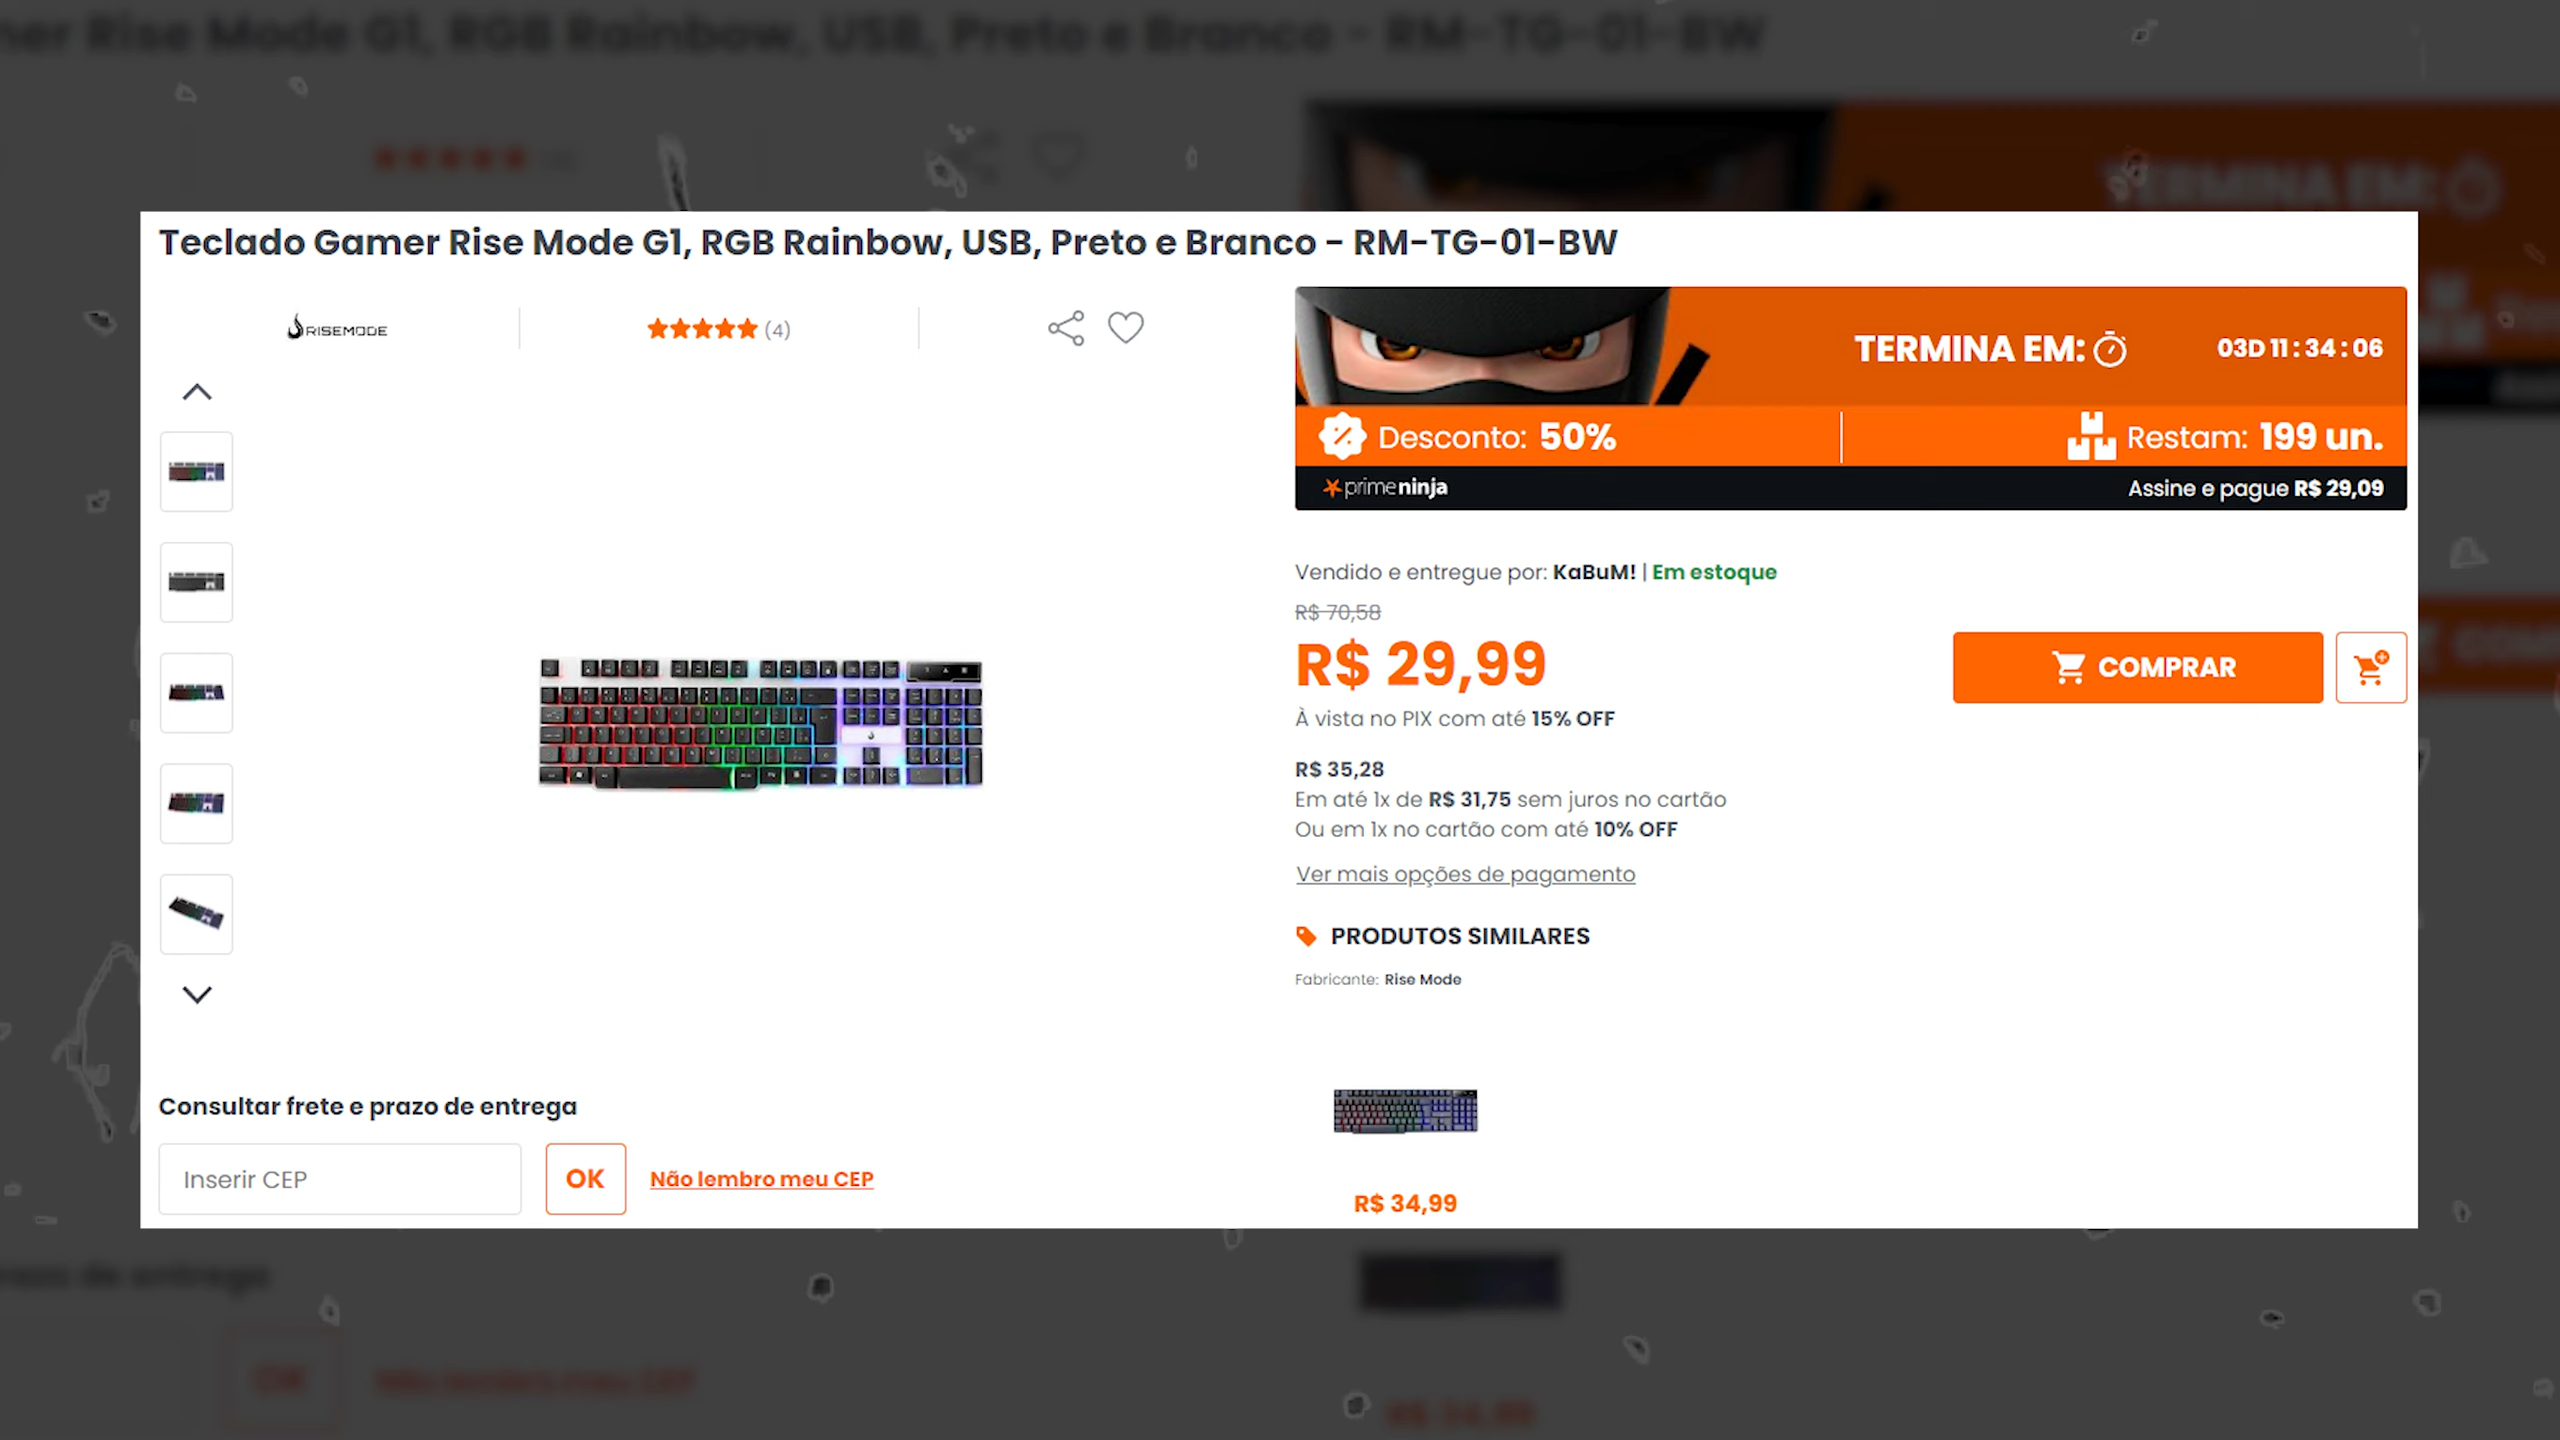 Teclado Gamer Rise Mode G1, RGB Rainbow, USB, Preto e Branco - RM-TG-01-BW
RISEMODE
(4)
TERMINA EM:
03D 11 : 34 : 06
Desconto: 50%
Restam: 199 un.
prime ninja
Assine e pague R$ 29,09
Vendido e entregue por: KaBuM! | Em estoque
R$ 70,58
R$ 29,99
COMPRAR
À vista no PIX com até 15% OFF
R$ 35,28
Em até 1x de R$ 31,75 sem juros no cartão
Ou em 1x no cartão com até 10% OFF
Ver mais opções de pagamento
PRODUTOS SIMILARES
Fabricante: Rise Mode
Consultar frete e prazo de entrega
Inserir CEP
OK
Não lembro meu CEP
R$ 34,99